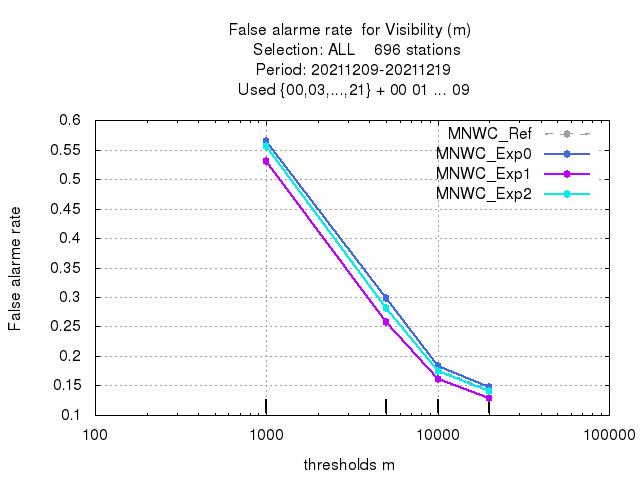 False alarme rate  for Visibility (m)
Selection: ALL    696 stations
Period: 20211209-20211219
Used {00,03,...,21} + 00 01 ... 09
MNWC_Ref
MNWC_Exp0
MNWC_Exp1
MNWC_Exp2
0.6
0.55
0.5
0.45
0.4
0.35
0.3
0.25
0.2
0.15
0.1
False alarme rate
100
1000
10000
100000
thresholds m